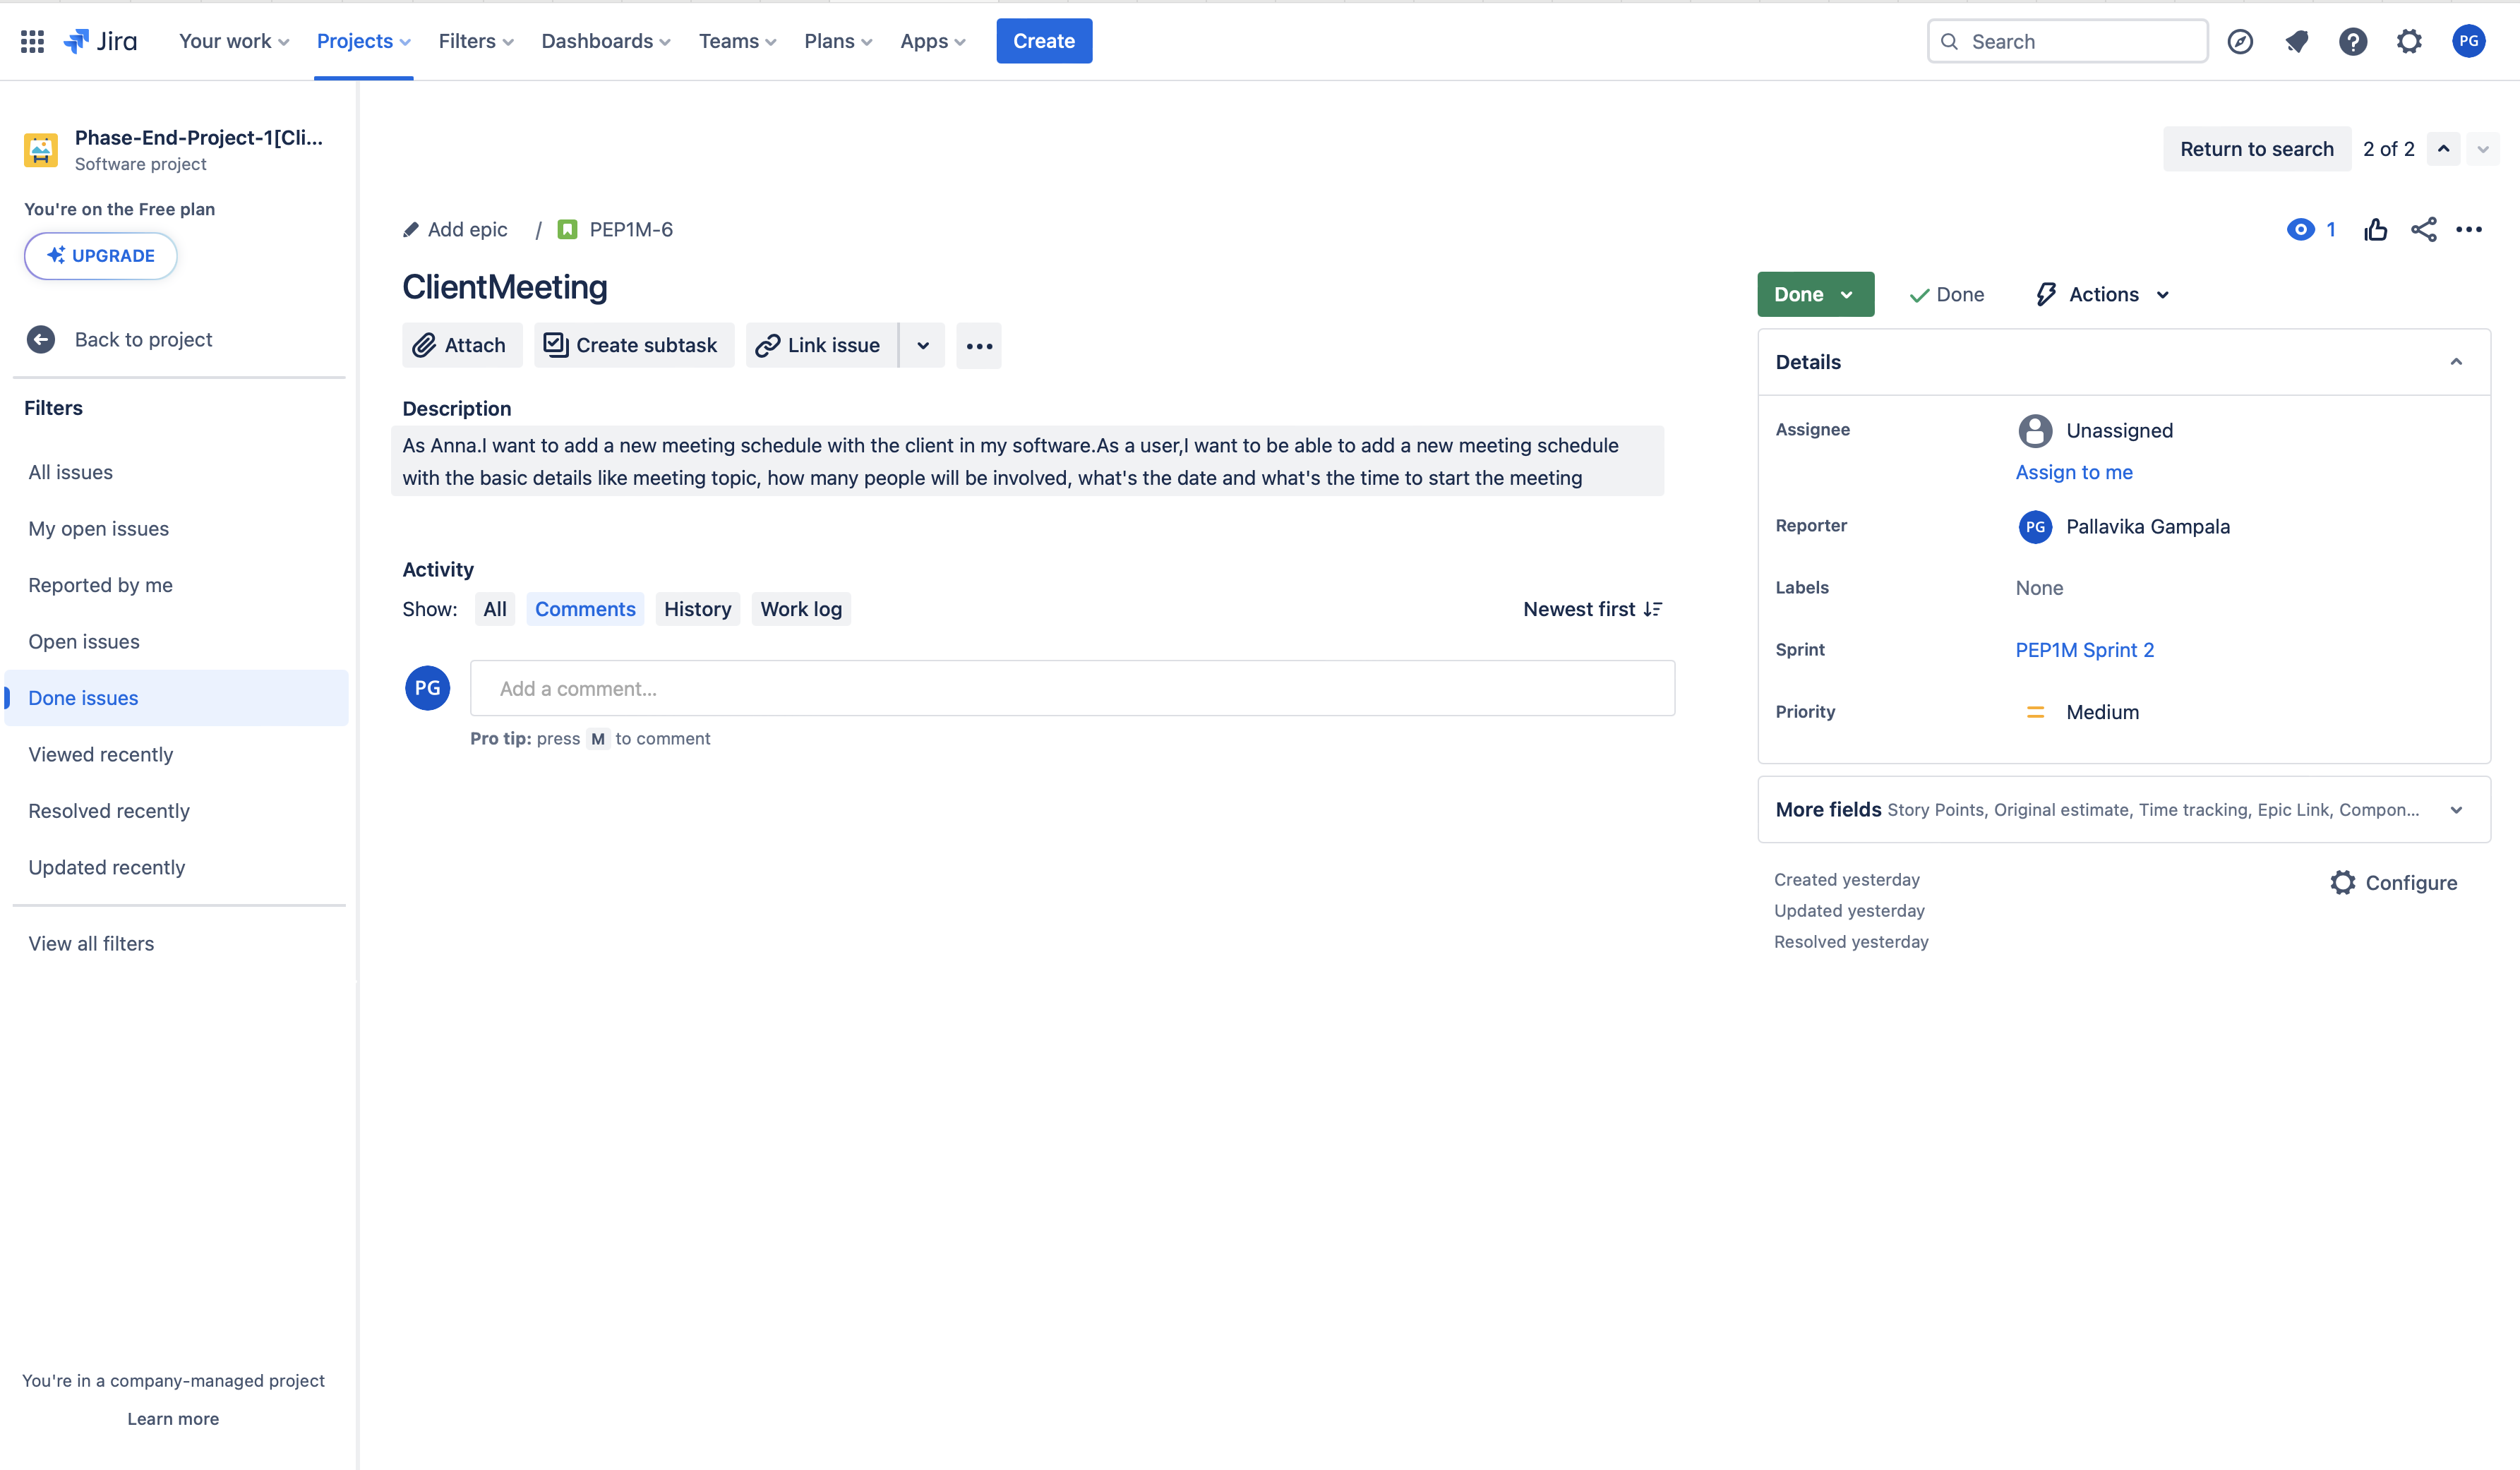 Jira Your work Projects Filters Dashboards Teams Plans Apps Create Search PG
Phase-End-Project-1[Cli...
Software project
You're on the Free plan
UPGRADE
Back to project
Filters
All issues
My open issues
Reported by me
Open issues
Done issues
Viewed recently
Resolved recently
Updated recently
View all filters
You're in a company-managed project
Learn more
Return to search 2 of 2
Add epic / PEP1M-6
1
ClientMeeting
Attach Create subtask Link issue
Description
As Anna.I want to add a new meeting schedule with the client in my software.As a user,I want to be able to add a new meeting schedule
with the basic details like meeting topic, how many people will be involved, what's the date and what's the time to start the meeting
Activity
Show: All Comments History Work log Newest first
PG Add a comment...
Pro tip: press M to comment
Done Done Actions
Details
Assignee Unassigned
Assign to me
Reporter PG Pallavika Gampala
Labels None
Sprint PEP1M Sprint 2
Priority Medium
More fields Story Points, Original estimate, Time tracking, Epic Link, Compon...
Created yesterday
Configure
Updated yesterday
Resolved yesterday